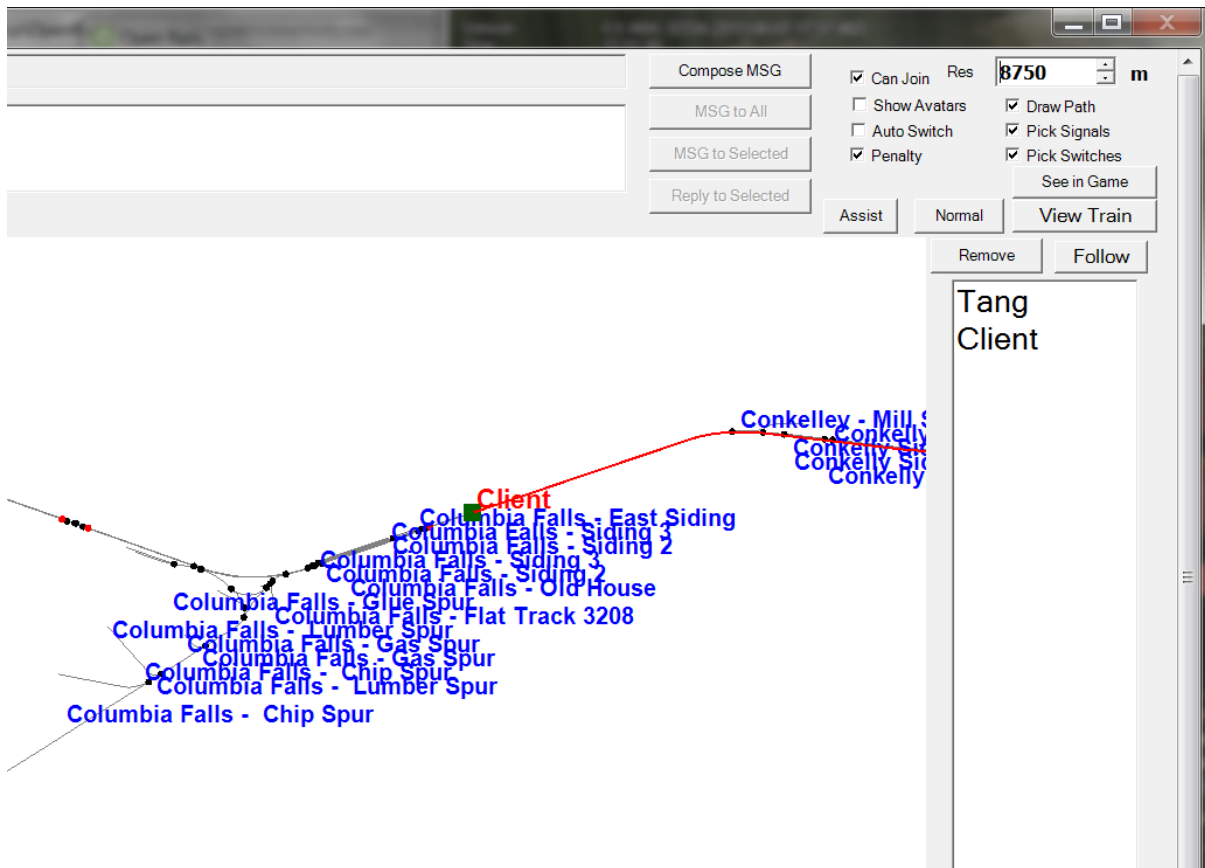 Compose MSG
MSG to All
MSG to Selected
Reply to Selected
Can Join
Res
8750
m
Show Avatars
Draw Path
Auto Switch
Pick Signals
Penalty
Pick Switches
See in Game
Assist
Normal
View Train
Remove
Follow
Tang
Client
Conkelley - Mill
Conkelly
Conkelly
Conkelly
Conkelly
Client
Columbia Falls - East Siding
Columbia Falls - Siding 3
Columbia Falls - Siding 2
Columbia Falls - Siding 3
Columbia Falls - Siding 2
Columbia Falls - Old House
Columbia Falls - Glue Spur
Columbia Falls - Flat Track 3208
Columbia Falls - Lumber Spur
Columbia Falls - Gas Spur
Columbia Falls - Gas Spur
Columbia Falls - Chip Spur
Columbia Falls - Lumber Spur
Columbia Falls - Chip Spur